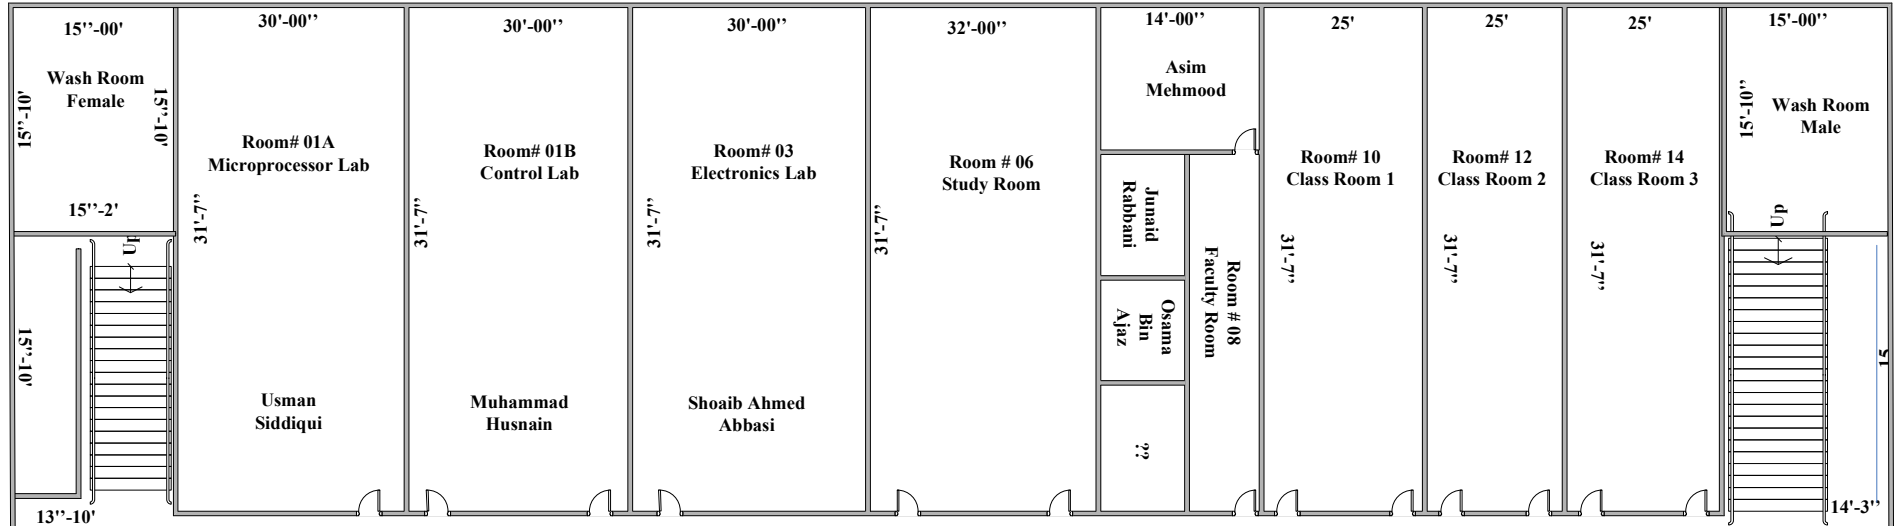 15''-00'
30'-00’’
30'-00’’
30'-00’’
32'-00’’
14'-00’’
25'
25'
25'
15'-00’’
Wash Room
Female
15''-10'
15''-10'
Room# 01A
Microprocessor Lab
Room# 01B
Control Lab
Room# 03
Electronics Lab
Room # 06
Study Room
Asim
Mehmood
Room# 10
Class Room 1
Room# 12
Class Room 2
Room# 14
Class Room 3
15'-10’’
Wash Room
Male
15''-2'
31'-7’’
31'-7’’
31'-7’’
31'-7’’
Junaid
Rabbani
Room # 08
Faculty Room
31'-7’’
31'-7’’
31'-7’’
Up
Up
Osama
Bin
Ajaz
15''-10'
15
Usman
Siddiqui
Muhammad
Husnain
Shoaib Ahmed
Abbasi
??
13''-10'
14'-3’’